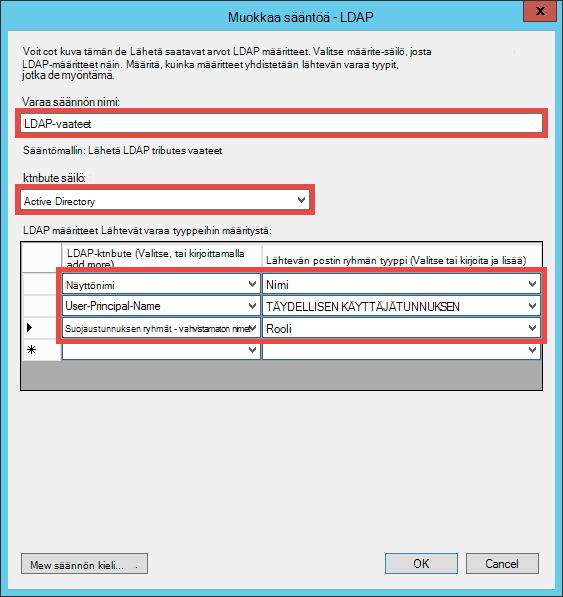 Muokkaa sääntöä - LDAP
x
Voit cot kuva tämän de Lähetä saatavat arvot LDAP määritteet. Valitse määrite-säilö, josta
LDAP-määritteet näin. Määritä, kuinka määritteet yhdistetään lähtevän varaa tyypit,
jotka de myöntämä.
Varaa säännön nimi:
LDAP-vaateet
Sääntömallin: Lähetä LDAP tributes vaateet
ktnbute säilö:
Active Directory
LDAP määritteet Lähtevät varaa tyyppeihin määritystä:
LDAP-ktnbute (Valitse, tai kirjoittamalla
add more)
Lähtevän postin ryhmän tyyppi (Valitse tai kirjoita ja lisää)
Näyttönimi Nimi
User-Principal-Name TÄYDELLISEN KÄYTTÄJÄTUNNUKSEN
Suojaustunnuksen ryhmät - vahvistamaton nimet Rooli
*
Mew säännön kieli... .
OK
Cancel